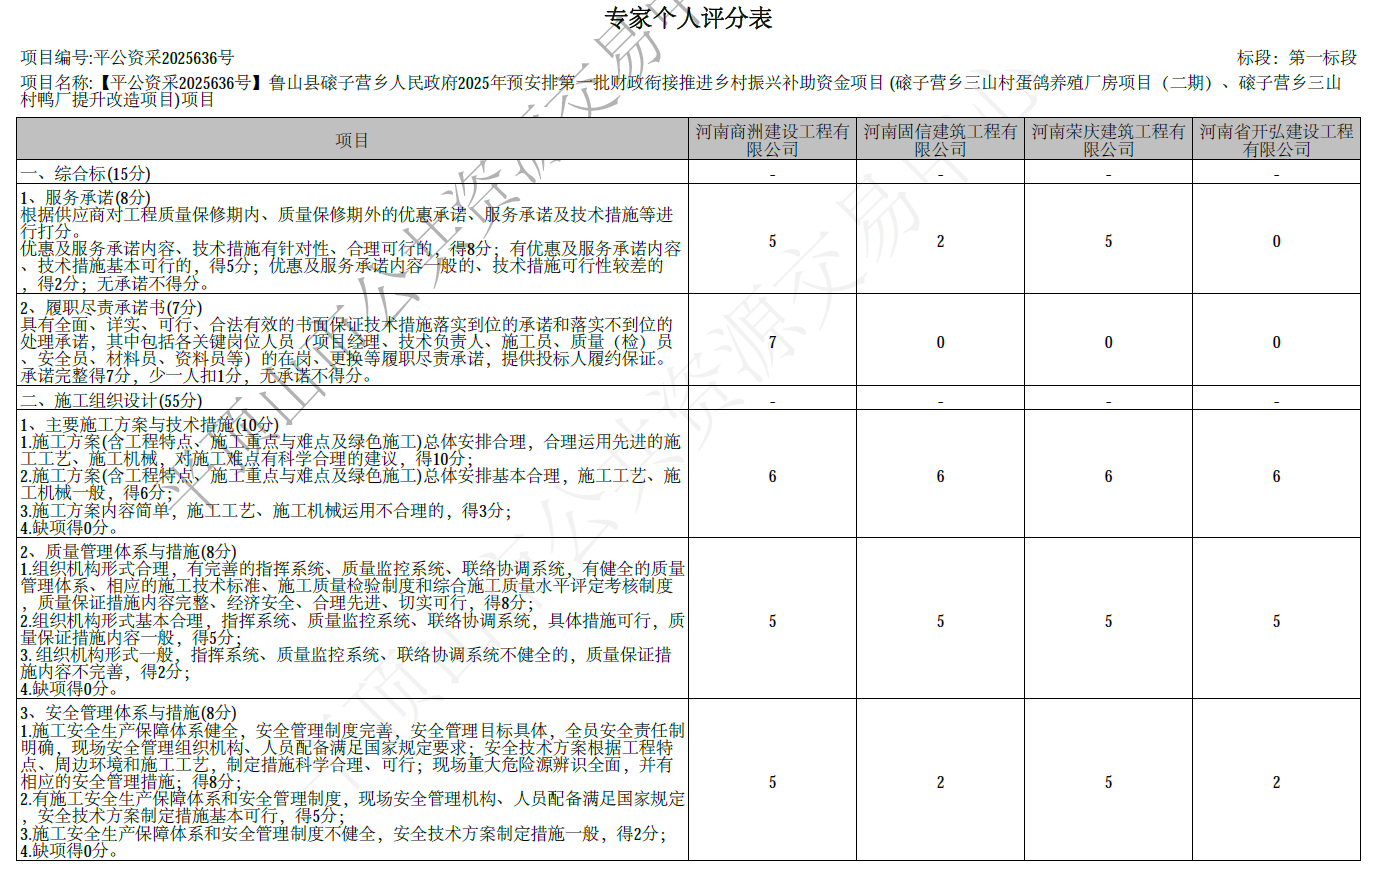 专家个人评分表
项目编号:平公资采2025636号
标段：第一标段
项目名称:【平公资采2025636号】鲁山县磙子营乡人民政府2025年预安排第一批财政衔接推进乡村振兴补助资金项目 (磙子营乡三山村蛋鸽养殖厂房项目（二期）、磙子营乡三山
村鸭厂提升改造项目)项目
项目
河南商洲建设工程有
限公司
河南固信建筑工程有
限公司
河南荣庆建筑工程有
限公司
河南省开弘建设工程
有限公司
一、综合标(15分)
- - - -
1、服务承诺(8分)
根据供应商对工程质量保修期内、质量保修期外的优惠承诺、服务承诺及技术措施等进
行打分。
优惠及服务承诺内容、技术措施有针对性、合理可行的，得8分；有优惠及服务承诺内容
、技术措施基本可行的，得5分；优惠及服务承诺内容一般的、技术措施可行性较差的
，得2分；无承诺不得分。
5 2 5 0
2、履职尽责承诺书(7分)
具有全面、详实、可行、合法有效的书面保证技术措施落实到位的承诺和落实不到位的
处理承诺，其中包括各关键岗位人员（项目经理、技术负责人、施工员、质量（检）员
、安全员、材料员、资料员等）的在岗、更换等履职尽责承诺，提供投标人履约保证。
承诺完整得7分，少一人扣1分，无承诺不得分。
7 0 0 0
二、施工组织设计(55分)
- - - -
1、主要施工方案与技术措施(10分)
1.施工方案(含工程特点、施工重点与难点及绿色施工)总体安排合理，合理运用先进的施
工工艺、施工机械，对施工难点有科学合理的建议，得10分；
2.施工方案(含工程特点、施工重点与难点及绿色施工)总体安排基本合理，施工工艺、施
工机械一般，得6分；
3.施工方案内容简单，施工工艺、施工机械运用不合理的，得3分；
4.缺项得0分。
6 6 6 6
2、质量管理体系与措施(8分)
1.组织机构形式合理，有完善的指挥系统、质量监控系统、联络协调系统，有健全的质量
管理体系、相应的施工技术标准、施工质量检验制度和综合施工质量水平评定考核制度
，质量保证措施内容完整、经济安全、合理先进、切实可行，得8分；
2.组织机构形式基本合理，指挥系统、质量监控系统、联络协调系统，具体措施可行，质
量保证措施内容一般，得5分；
3. 组织机构形式一般，指挥系统、质量监控系统、联络协调系统不健全的，质量保证措
施内容不完善，得2分；
4.缺项得0分。
5 5 5 5
3、安全管理体系与措施(8分)
1.施工安全生产保障体系健全，安全管理制度完善，安全管理目标具体，全员安全责任制
明确，现场安全管理组织机构、人员配备满足国家规定要求；安全技术方案根据工程特
点、周边环境和施工工艺，制定措施科学合理、可行；现场重大危险源辨识全面，并有
相应的安全管理措施；得8分；
2.有施工安全生产保障体系和安全管理制度，现场安全管理机构、人员配备满足国家规定
，安全技术方案制定措施基本可行，得5分；
3.施工安全生产保障体系和安全管理制度不健全，安全技术方案制定措施一般，得2分；
4.缺项得0分。
5 2 5 2
平顶山市公共资源交易中
平顶山市公共资源交易中心